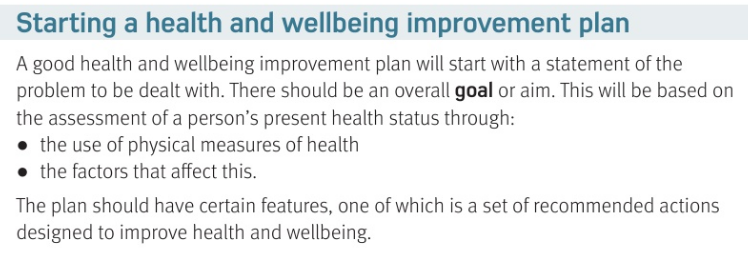 Starting a health and wellbeing improvement plan
A good health and wellbeing improvement plan will start with a statement of the
problem to be dealt with. There should be an overall goal or aim. This will be based on
the assessment of a person's present health status through:
● the use of physical measures of health
● the factors that affect this.
The plan should have certain features, one of which is a set of recommended actions
designed to improve health and wellbeing.